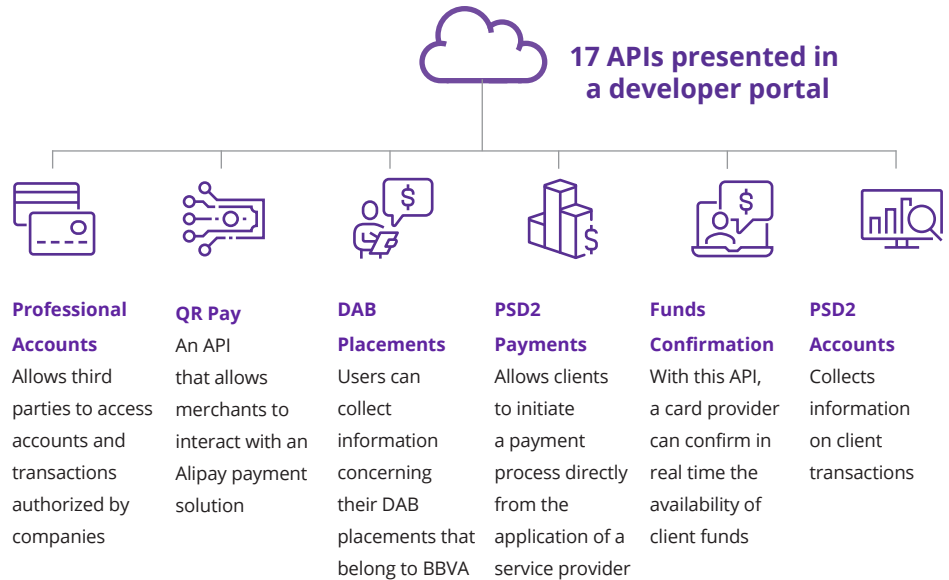 17 APIs presented in
a developer portal
Professional
Accounts
Allows third
parties to access
accounts and
transactions
authorized by
companies
QR Pay
An API
that allows
merchants to
interact with an
Alipay payment
solution
DAB
Placements
Users can
collect
information
concerning
their DAB
placements that
belong to BBVA
PSD2
Payments
Allows clients
to initiate
a payment
process directly
from the
application of a
service provider
Funds
Confirmation
With this API,
a card provider
can confirm in
real time the
availability of
client funds
PSD2
Accounts
Collects
information
on client
transactions